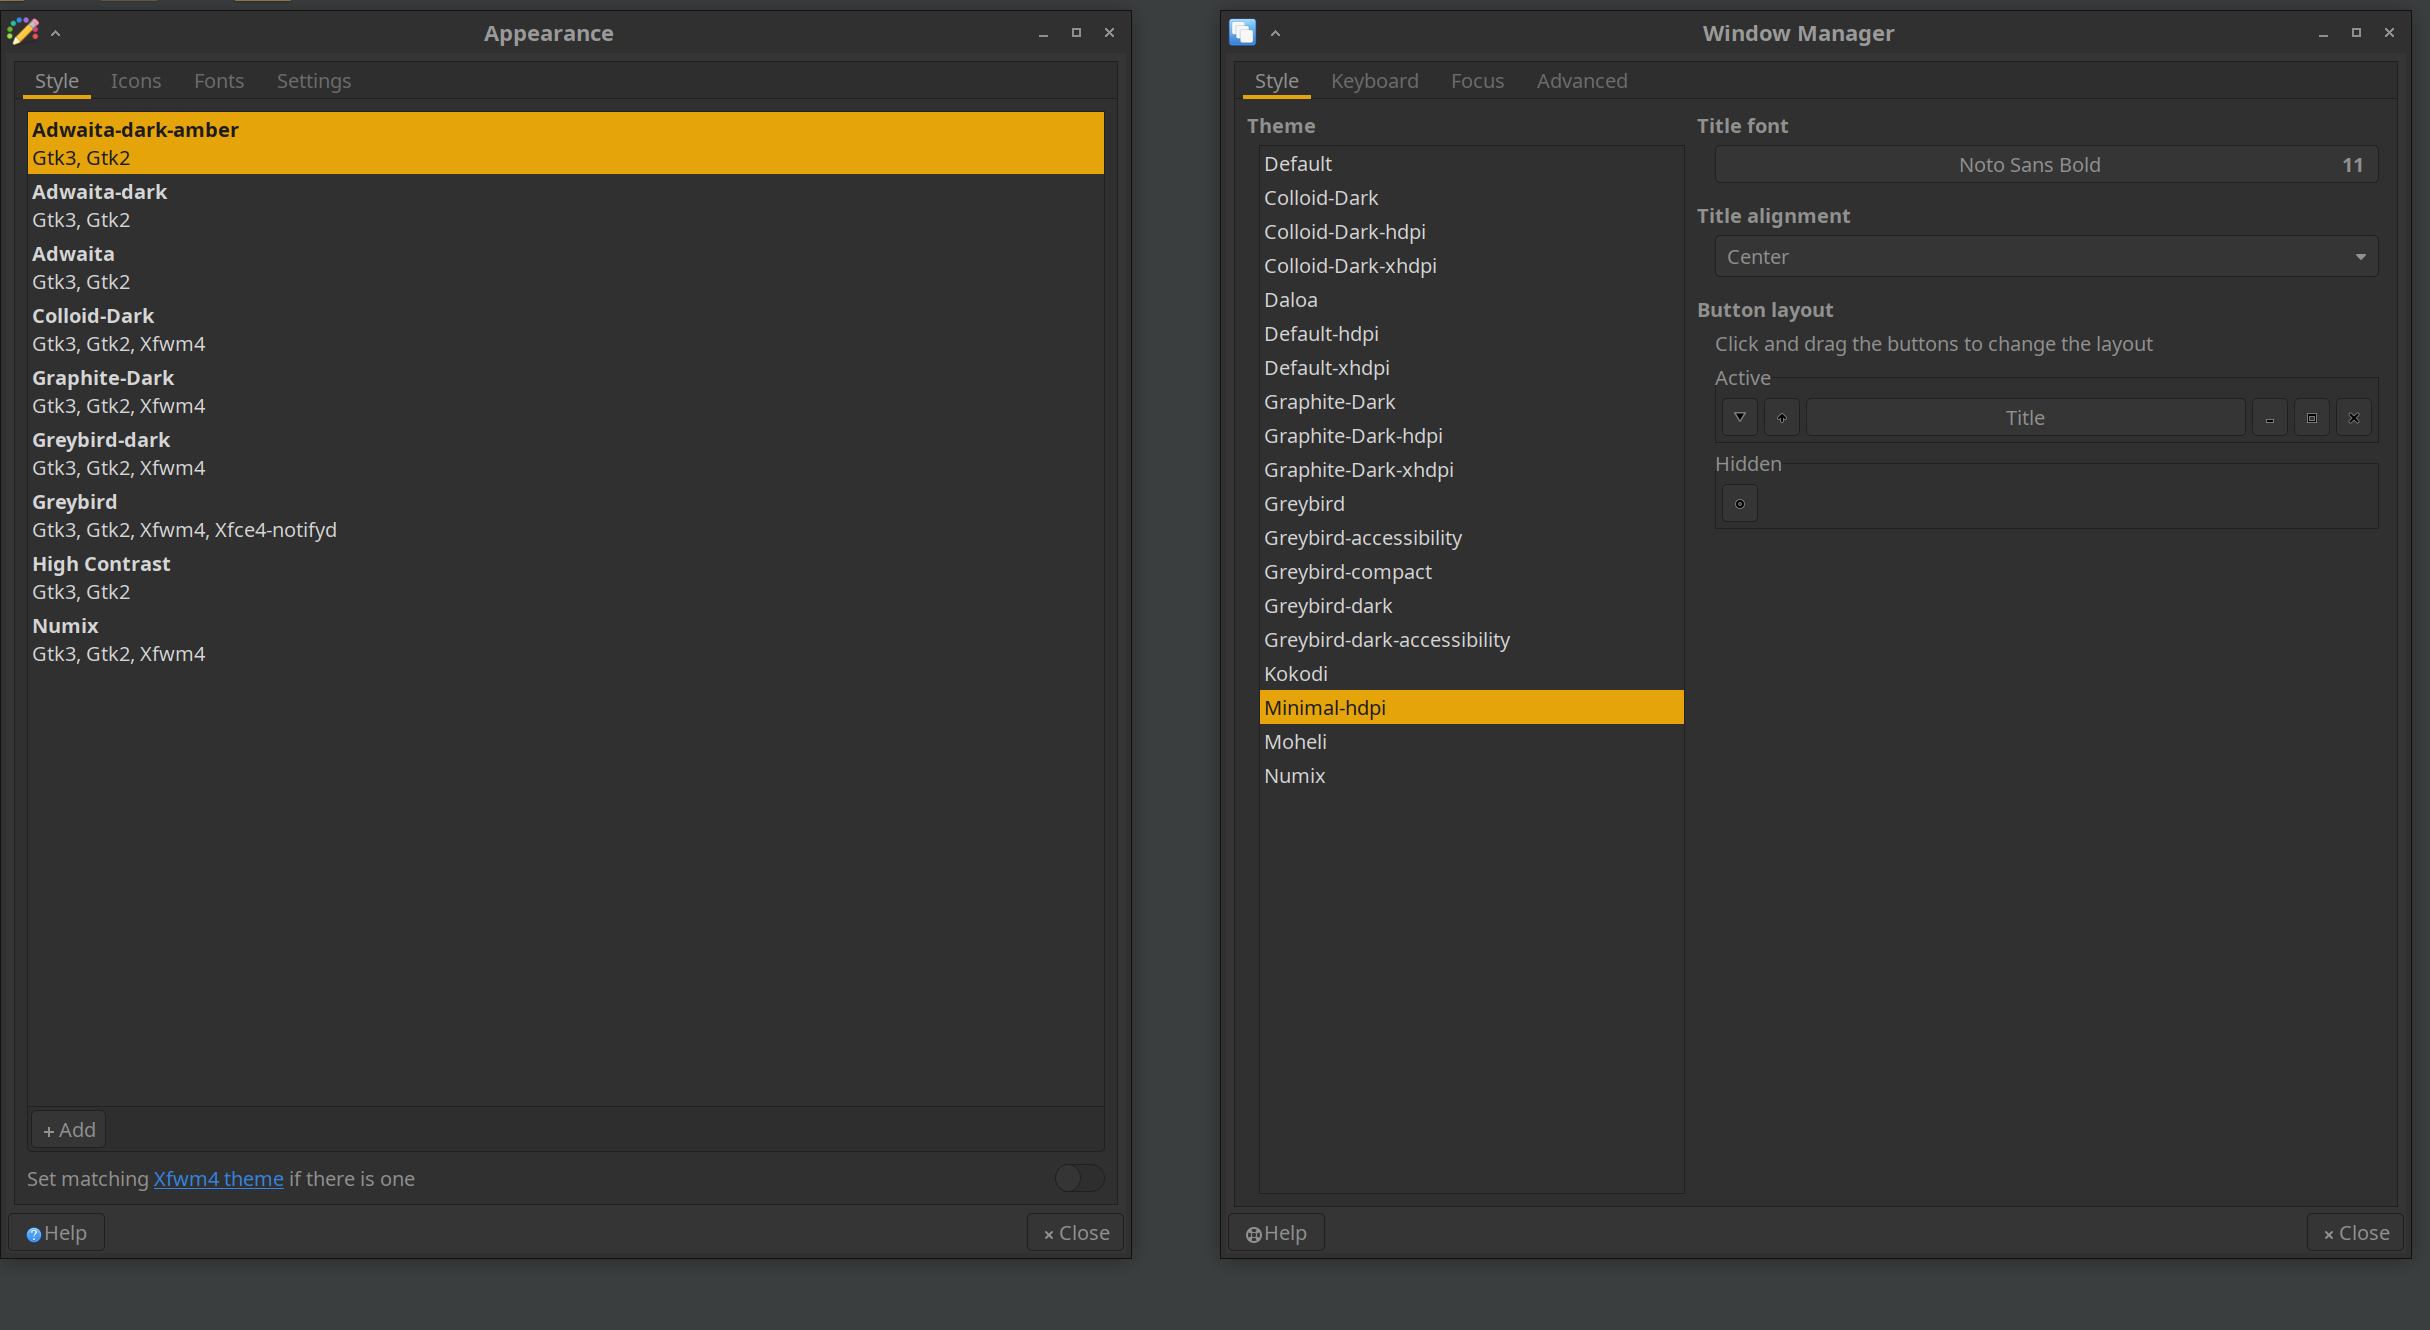 Appearance
Style Icons Fonts Settings
Adwaita-dark-amber
Gtk3, Gtk2
Adwaita-dark
Gtk3, Gtk2
Adwaita
Gtk3, Gtk2
Colloid-Dark
Gtk3, Gtk2, Xfwm4
Graphite-Dark
Gtk3, Gtk2, Xfwm4
Greybird-dark
Gtk3, Gtk2, Xfwm4
Greybird
Gtk3, Gtk2, Xfwm4, Xfce4-notifyd
High Contrast
Gtk3, Gtk2
Numix
Gtk3, Gtk2, Xfwm4
+ Add
Set matching Xfwm4 theme if there is one
Help
Close
Window Manager
Style Keyboard Focus Advanced
Theme
Default
Colloid-Dark
Colloid-Dark-hdpi
Colloid-Dark-xhdpi
Daloa
Default-hdpi
Default-xhdpi
Graphite-Dark
Graphite-Dark-hdpi
Graphite-Dark-xhdpi
Greybird
Greybird-accessibility
Greybird-compact
Greybird-dark
Greybird-dark-accessibility
Kokodi
Minimal-hdpi
Moheli
Numix
Title font
Noto Sans Bold 11
Title alignment
Center
Button layout
Click and drag the buttons to change the layout
Active
Title
Hidden
Help
Close